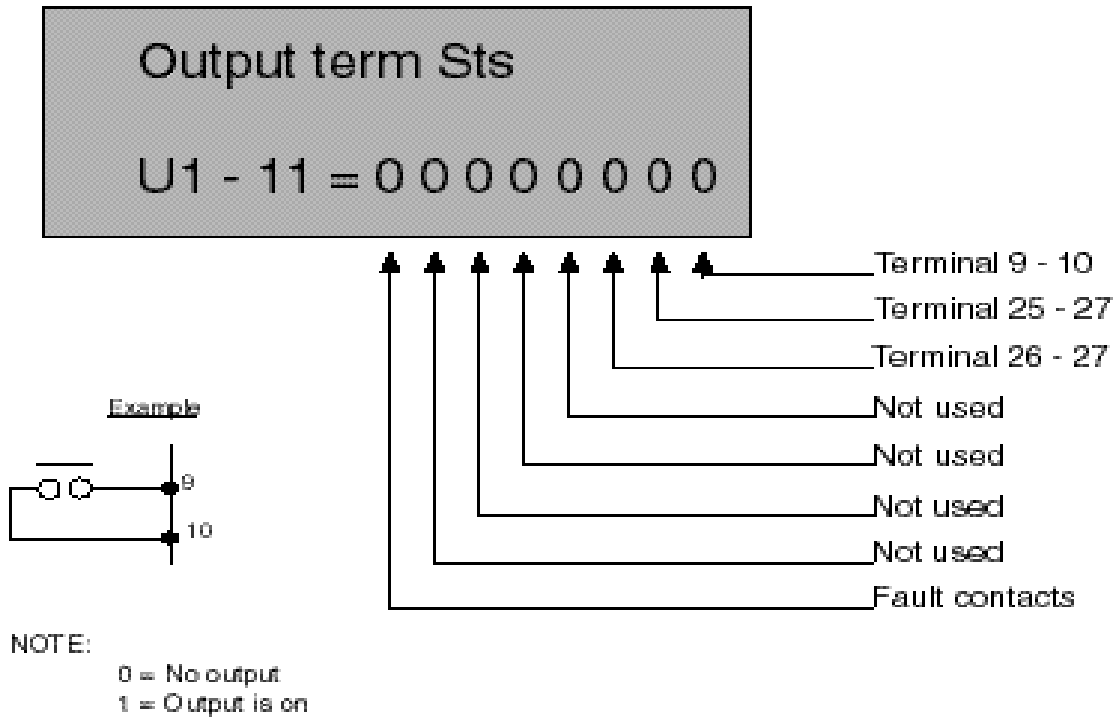 Output term Sts
U1 - 11 = 0 0 0 0 0 0 0 0
Terminal 9 - 10
Terminal 25 - 27
Terminal 26 - 27
Not used
Not used
Not used
Not used
Fault contacts
Example
9
10
NOTE:
0 = No output
1 = Output is on